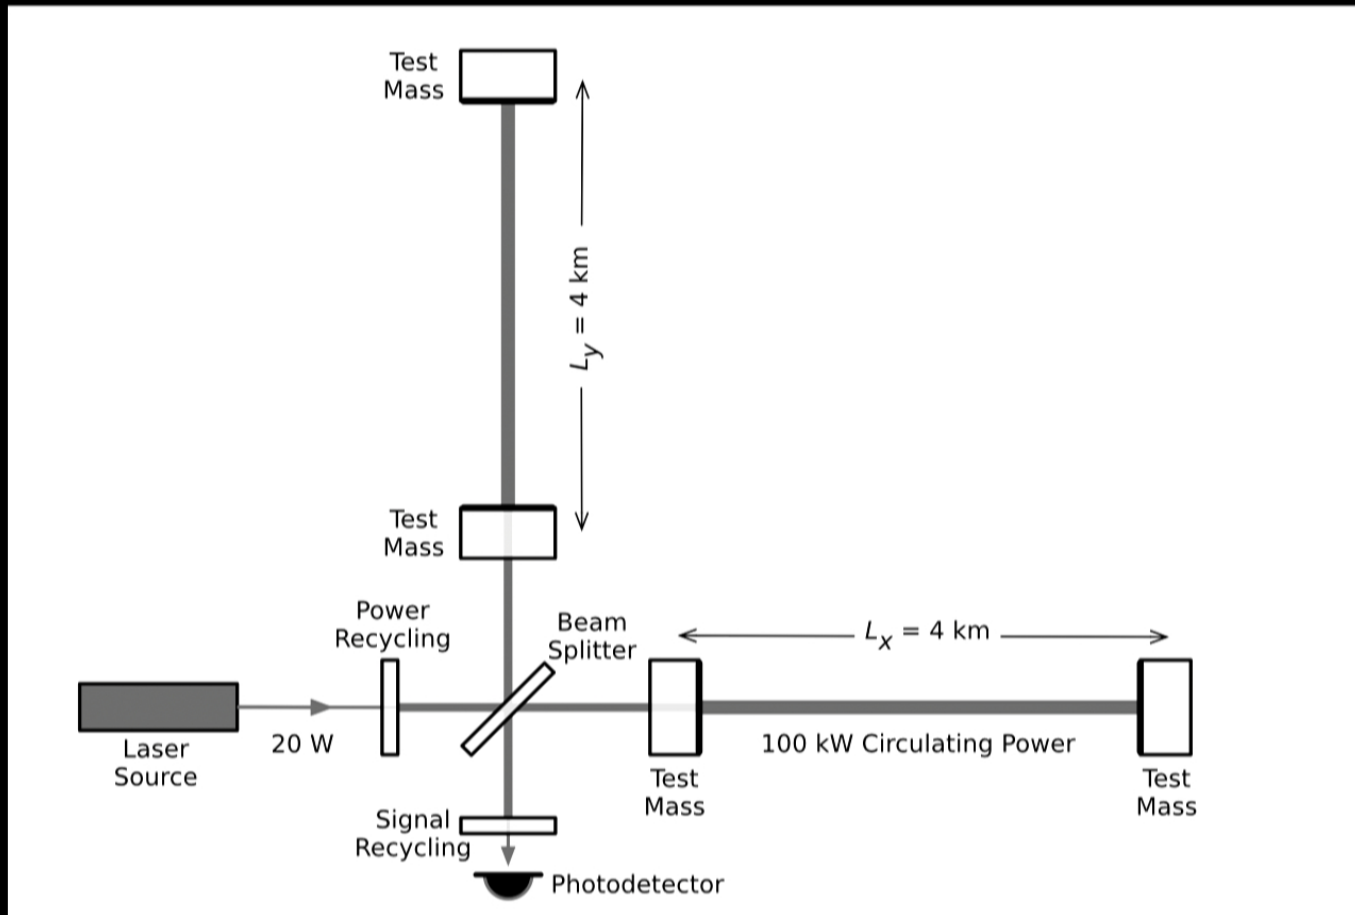 Test
Mass
Ly = 4 km
Test
Mass
Power
Recycling
Beam
Splitter
Lx = 4 km
Laser
Source
20 W
100 kW Circulating Power
Test
Mass
Test
Mass
Signal
Recycling
Photodetector